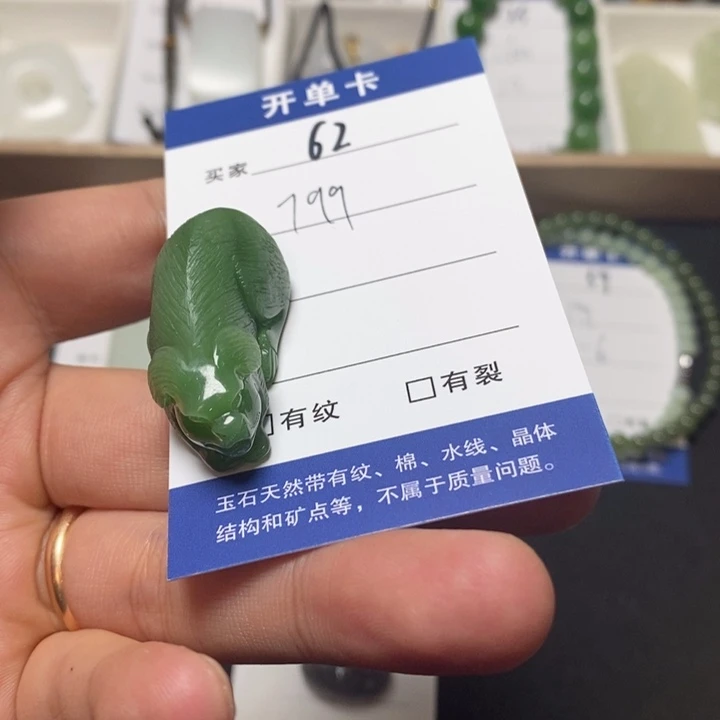 开单卡
买家 62
799
有纹 □有裂
玉石天然带有纹、棉、水线、晶体
结构和矿点等，不属于质量问题。